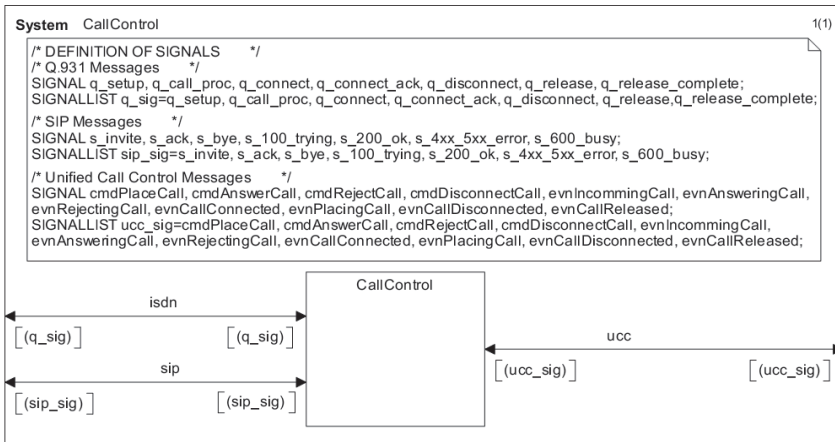 System CallControl 1(1)
/* DEFINITION OF SIGNALS */
/* Q.931 Messages */
SIGNAL q_setup, q_call_proc, q_connect, q_connect_ack, q_disconnect, q_release, q_release_complete;
SIGNALLIST q_sig=q_setup, q_call_proc, q_connect, q_connect_ack, q_disconnect, q_release,q_release_complete;
/* SIP Messages */
SIGNAL s_invite, s_ack, s_bye, s_100_trying, s_200_ok, s_4xx_5xx_error, s_600_busy;
SIGNALLIST sip_sig=s_invite, s_ack, s_bye, s_100_trying, s_200_ok, s_4xx_5xx_error, s_600_busy;
/* Unified Call Control Messages */
SIGNAL cmdPlaceCall, cmdAnswerCall, cmdRejectCall, cmdDisconnectCall, evnIncommingCall, evnAnsweringCall,
evnRejectingCall, evnCallConnected, evnPlacingCall, evnCallDisconnected, evnCallReleased;
SIGNALLIST ucc_sig=cmdPlaceCall, cmdAnswerCall, cmdRejectCall, cmdDisconnectCall, evnIncommingCall,
evnAnsweringCall, evnRejectingCall, evnCallConnected, evnPlacingCall, evnCallDisconnected, evnCallReleased;
CallControl
isdn
[(q_sig)] [(q_sig)]
ucc
[(ucc_sig)] [(ucc_sig)]
sip
[(sip_sig)] [(sip_sig)]